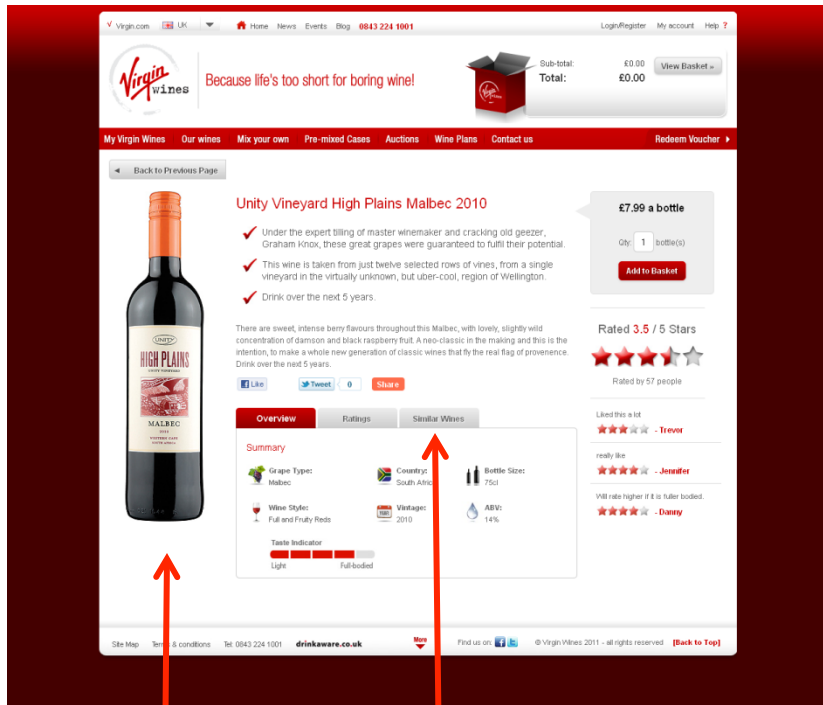 Virgin.com UK Home News Events Blog 0843 224 1001 Login/Register My account Help ?
Virgin wines
Because life's too short for boring wine!
Sub-total: £0.00
Total: £0.00
View Basket »
My Virgin Wines Our wines Mix your own Pre-mixed Cases Auctions Wine Plans Contact us Redeem Voucher
Back to Previous Page
Unity Vineyard High Plains Malbec 2010
Under the expert tilling of master winemaker and cracking old geezer,
Graham Knox, these great grapes were guaranteed to fulfil their potential.
This wine is taken from just twelve selected rows of vines, from a single
vineyard in the virtually unknown, but uber-cool, region of Wellington.
Drink over the next 5 years.
There are sweet, intense berry flavours throughout this Malbec, with lovely, slightly wild
concentration of damson and black raspberry fruit. A neo-classic in the making and this is the
intention, to make a whole new generation of classic wines that fly the real flag of provenence.
Drink over the next 5 years.
Like Tweet 0 Share
£7.99 a bottle
Qty: 1 bottle(s)
Add to Basket
Rated 3.5 / 5 Stars
Rated by 57 people
Liked this a lot
- Trevor
really like
- Jennifer
Will rate higher if it is fuller bodied.
- Danny
UNITY
HIGH PLAINS
UNITY VINEYARD
MALBEC
2010
WESTERN CAPE
SOUTH AFRICA
Overview Ratings Similar Wines
Summary
Grape Type: Country: Bottle Size:
Malbec South Afric 75cl
Wine Style: Vintage: ABV:
Full and Fruity Reds 2010 14%
Taste Indicator
Light Full-bodied
Site Map Terms & conditions Tel: 0843 224 1001 drinkaware.co.uk More Find us on: © Virgin Wines 2011 - all rights reserved [Back to Top]